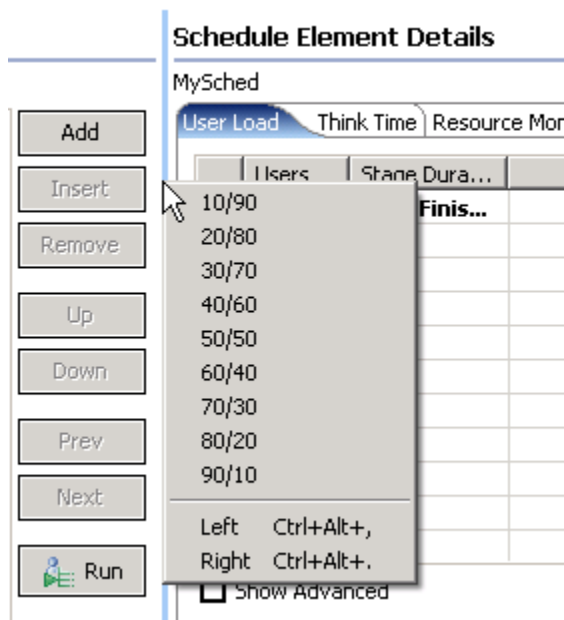 Schedule Element Details
MySched
Add
Insert
Remove
Up
Down
Prev
Next
Run
User Load Think Time Resource Mon
Users Stage Dura...
Finis...
10/90
20/80
30/70
40/60
50/50
60/40
70/30
80/20
90/10
Left Ctrl+Alt+,
Right Ctrl+Alt+.
Show Advanced